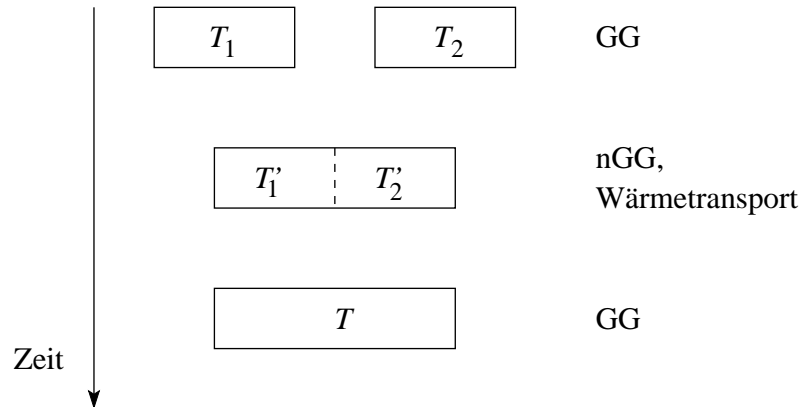 T₁ T₂ GG
T₁’ T₂’ nGG,
Wärmetransport
T GG
Zeit